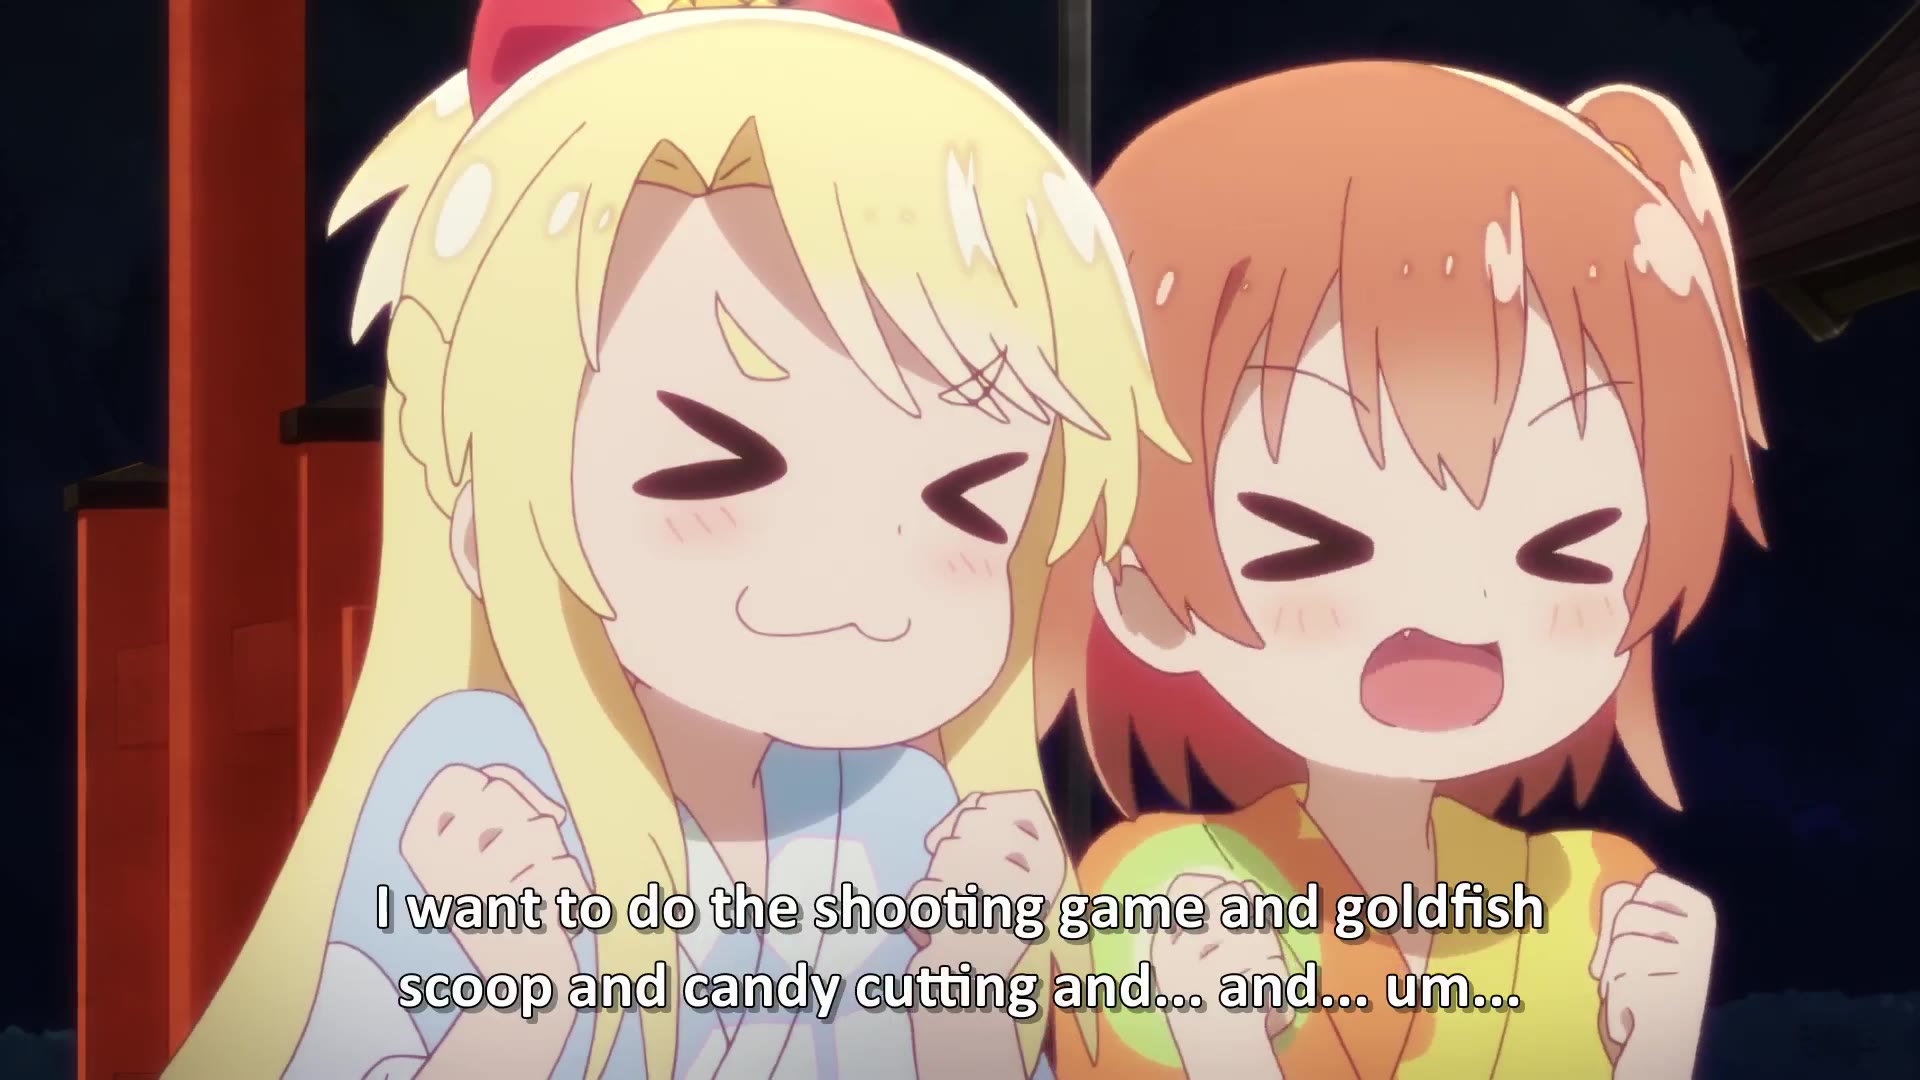 I want to do the shooting game and goldfish
scoop and candy cutting and... and... um...